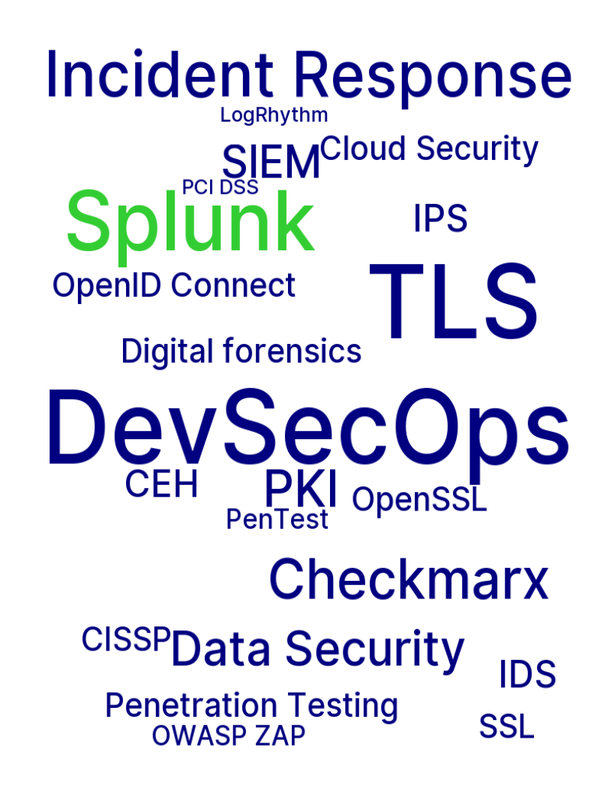 Incident Response
LogRhythm
Cloud Security
SIEM
PCI DSS
Splunk
IPS
OpenID Connect
TLS
Digital forensics
DevSecOps
CEH
PKI
OpenSSL
PenTest
Checkmarx
CISSP
Data Security
IDS
Penetration Testing
SSL
OWASP ZAP